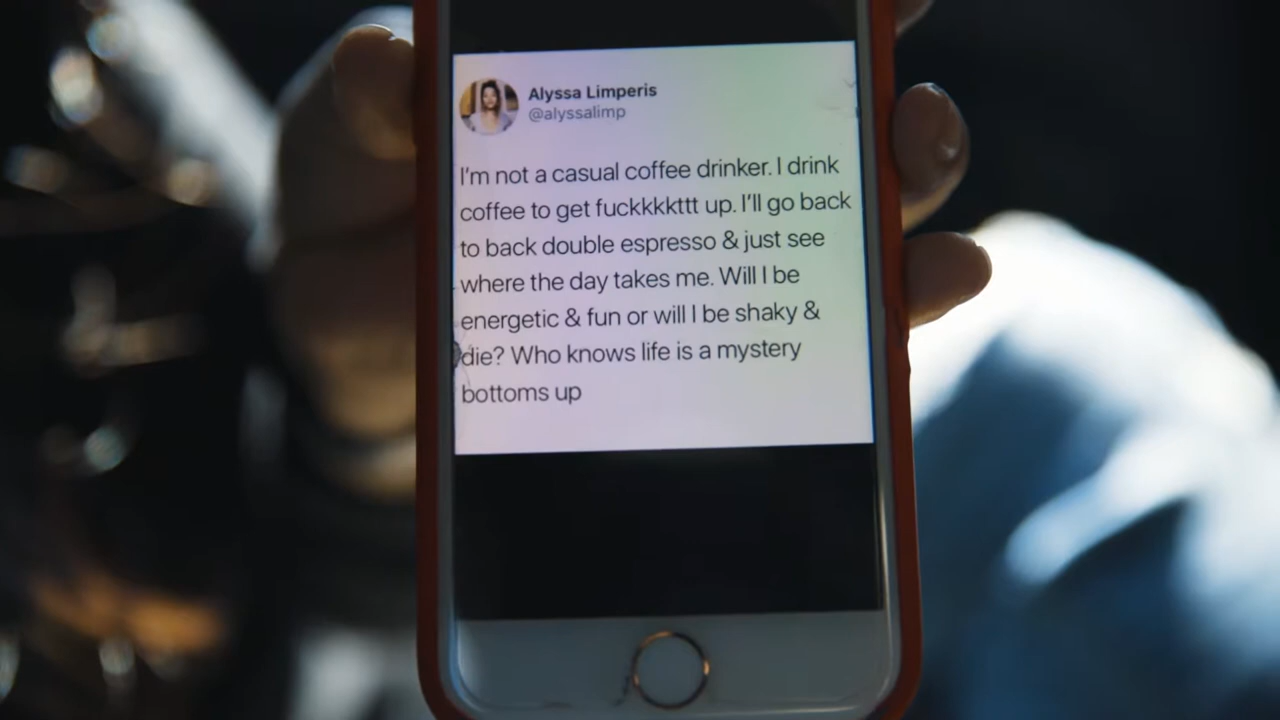 Alyssa Limperis
@alyssalimp
I'm not a casual coffee drinker. I drink
coffee to get fuckkkkttt up. I'll go back
to back double espresso & just see
where the day takes me. Will I be
energetic & fun or will I be shaky &
die? Who knows life is a mystery
bottoms up